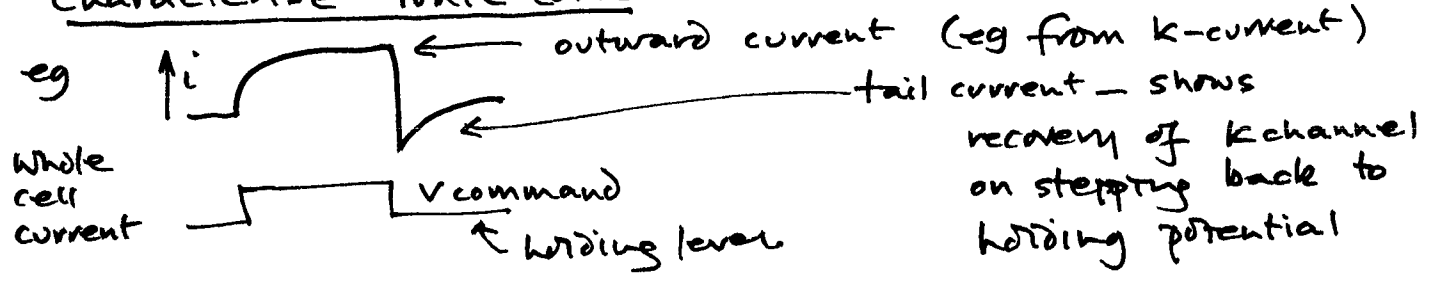 outward current (eg from k-current)
eg
i
tail current – shows
recovery of k channel
on stepping back to
holding potential
whole
cell
current
V command
holding level